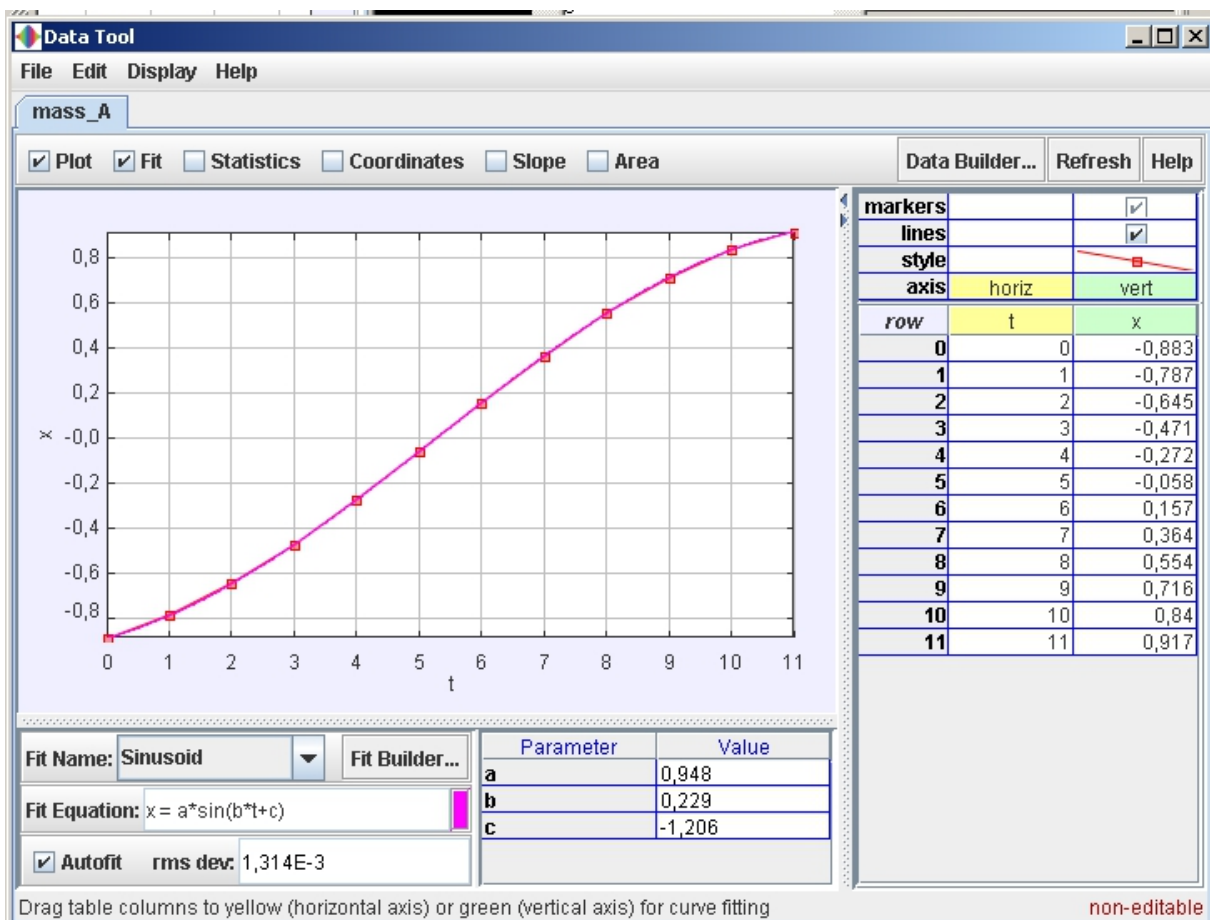 Data Tool
File Edit Display Help
mass_A
Plot Fit Statistics Coordinates Slope Area Data Builder... Refresh Help
0,8
0,6
0,4
0,2
-0,0
-0,2
-0,4
-0,6
-0,8
x
0 1 2 3 4 5 6 7 8 9 10 11
t
markers
lines
style
axis horiz vert
row t x
0 0 -0,883
1 1 -0,787
2 2 -0,645
3 3 -0,471
4 4 -0,272
5 5 -0,058
6 6 0,157
7 7 0,364
8 8 0,554
9 9 0,716
10 10 0,84
11 11 0,917
Fit Name: Sinusoid Fit Builder...
Fit Equation: x = a*sin(b*t+c)
Autofit rms dev: 1,314E-3
Parameter Value
a 0,948
b 0,229
c -1,206
Drag table columns to yellow (horizontal axis) or green (vertical axis) for curve fitting non-editable